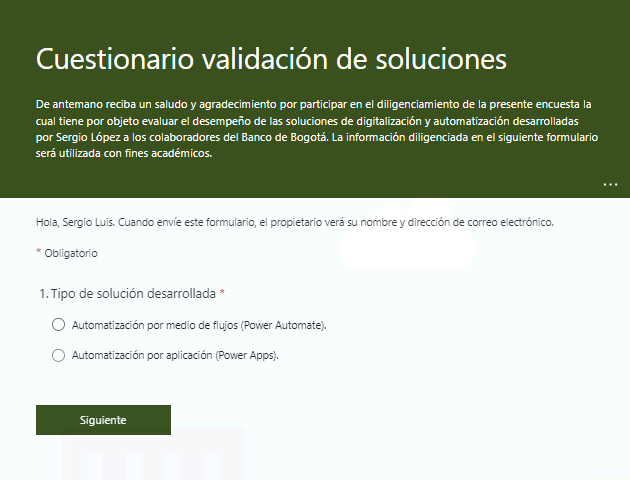 Cuestionario validación de soluciones
De antemano reciba un saludo y agradecimiento por participar en el diligenciamiento de la presente encuesta la
cual tiene por objeto evaluar el desempeño de las soluciones de digitalización y automatización desarrolladas
por Sergio López a los colaboradores del Banco de Bogotá. La información diligenciada en el siguiente formulario
será utilizada con fines académicos.
...
Hola, Sergio Luis. Cuando envíe este formulario, el propietario verá su nombre y dirección de correo electrónico.
* Obligatorio
1. Tipo de solución desarrollada *
Automatización por medio de flujos (Power Automate).
Automatización por aplicación (Power Apps).
Siguiente